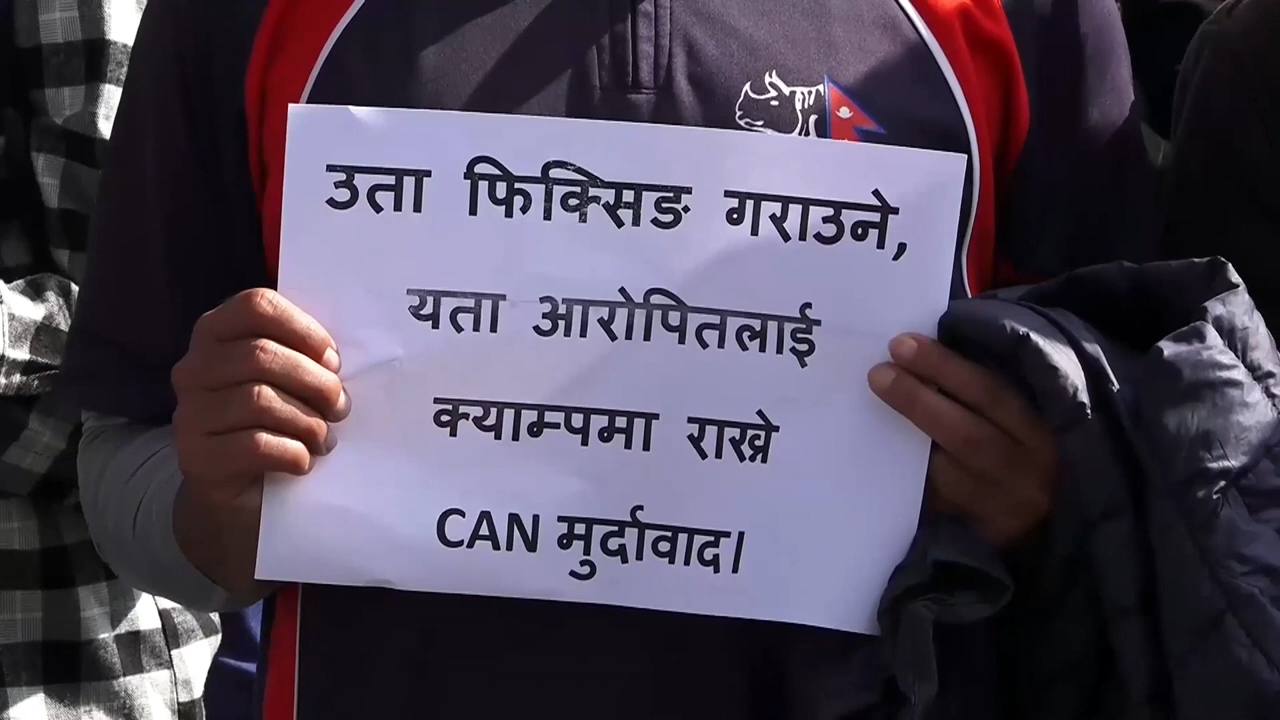 उता फिक्सिङ गराउने,
यता आरोपितलाई
क्याम्पमा राख्ने
CAN मुर्दावाद।